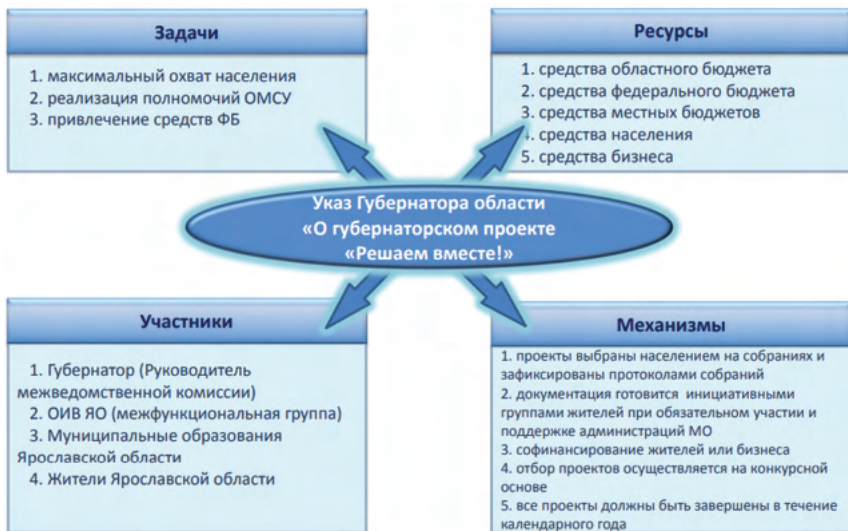 Задачи
1. максимальный охват населения
2. реализация полномочий ОМСУ
3. привлечение средств ФБ
Ресурсы
1. средства областного бюджета
2. средства федерального бюджета
3. средства местных бюджетов
4. средства населения
5. средства бизнеса
Указ Губернатора области
«О губернаторском проекте
«Решаем вместе!»
Участники
1. Губернатор (Руководитель
межведомственной комиссии)
2. ОИВ ЯО (межфункциональная группа)
3. Муниципальные образования
Ярославской области
4. Жители Ярославской области
Механизмы
1. проекты выбраны населением на собраниях и
зафиксированы протоколами собраний
2. документация готовится инициативными
группами жителей при обязательном участии и
поддержке администраций МО
3. софинансирование жителей или бизнеса
4. отбор проектов осуществляется на конкурсной
основе
5. все проекты должны быть завершены в течение
календарного года